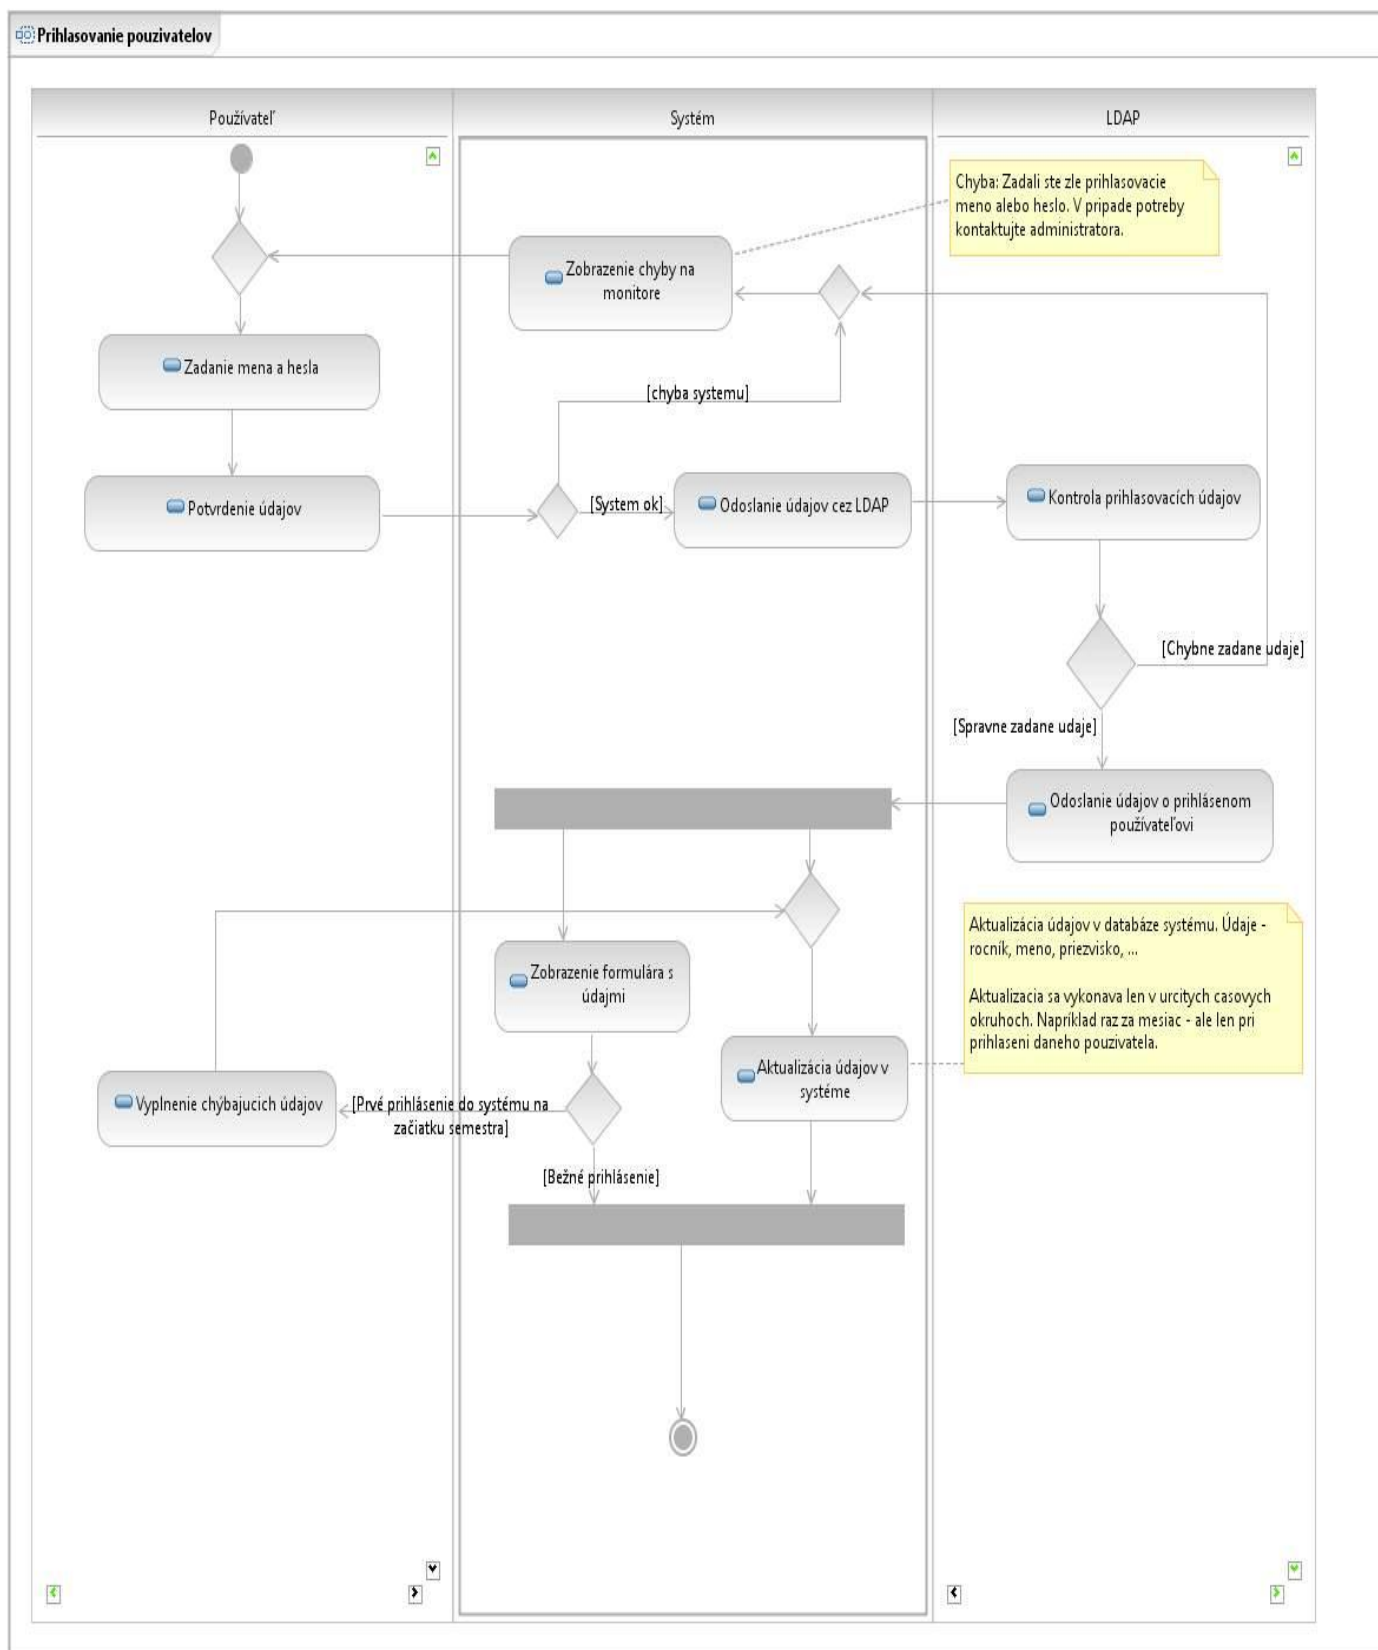 Prihlasovanie pouzivatelov
Používateľ
Systém
LDAP
Chyba: Zadali ste zle prihlasovacie
meno alebo heslo. V pripade potreby
kontaktujte administratora.
Zobrazenie chyby na
monitore
Zadanie mena a hesla
[chyba systemu]
Potvrdenie údajov
[System ok]
Odoslanie údajov cez LDAP
Kontrola prihlasovacích údajov
[Chybne zadane udaje]
[Spravne zadane udaje]
Odoslanie údajov o prihlásenom
používateľovi
Aktualizácia údajov v databáze systému. Údaje -
rocník, meno, priezvisko, ...
Aktualizacia sa vykonava len v urcitych casovych
okruhoch. Napríklad raz za mesiac - ale len pri
prihlaseni daneho pouzivatela.
Zobrazenie formulára s
údajmi
Aktualizácia údajov v
systéme
Vyplnenie chýbajucich údajov
[Prvé prihlásenie do systému na
začiatku semestra]
[Bežné prihlásenie]